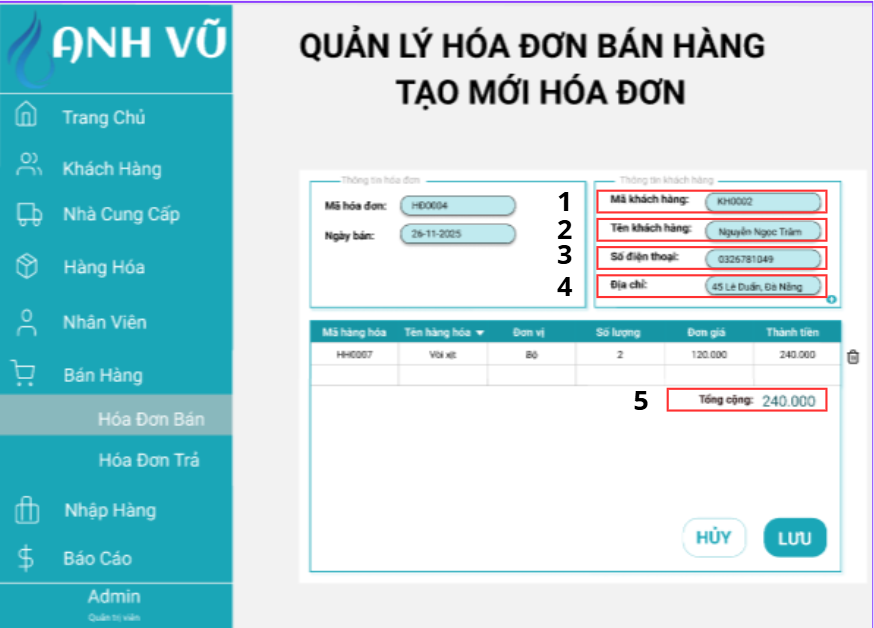 ANH VŨ
Trang Chủ
Khách Hàng
Nhà Cung Cấp
Hàng Hóa
Nhân Viên
Bán Hàng
Hóa Đơn Bán
Hóa Đơn Trả
Nhập Hàng
Báo Cáo
Admin
Quản trị viên
QUẢN LÝ HÓA ĐƠN BÁN HÀNG
TẠO MỚI HÓA ĐƠN
Thông tin hóa đơn
Mã hóa đơn: HĐ0004
Ngày bán: 26-11-2025
Thông tin khách hàng
1 Mã khách hàng: KH0002
2 Tên khách hàng: Nguyễn Ngọc Trâm
3 Số điện thoại: 0326781049
4 Địa chỉ: 45 Lê Duẩn, Đà Nẵng
Mã hàng hóa Tên hàng hóa Đơn vị Số lượng Đơn giá Thành tiền
HH0007 Vòi xịt Bộ 2 120.000 240.000
5 Tổng cộng: 240.000
HỦY LƯU